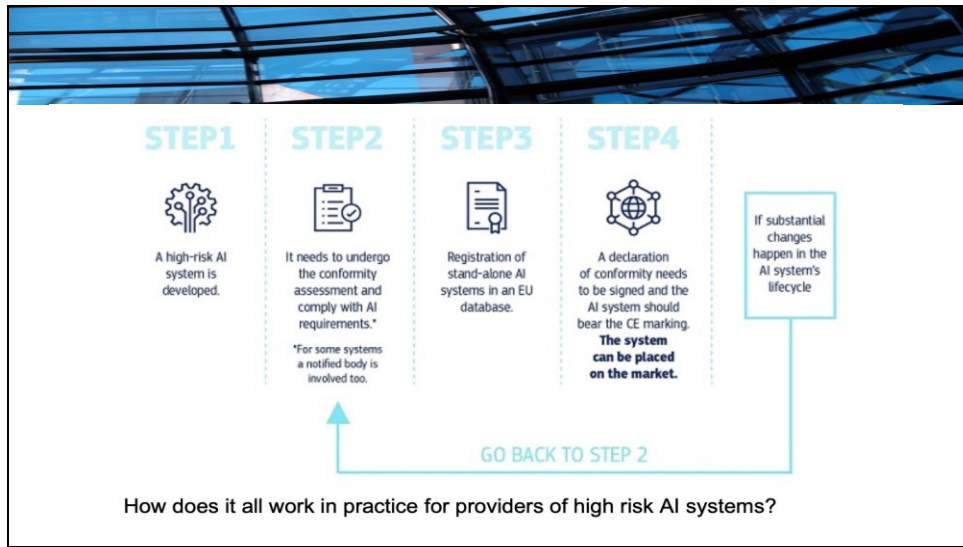 STEP1
A high-risk AI
system is
developed.
STEP2
It needs to undergo
the conformity
assessment and
comply with AI
requirements.*
*For some systems
a notified body is
involved too.
STEP3
Registration of
stand-alone AI
systems in an EU
database.
STEP4
A declaration
of conformity needs
to be signed and the
AI system should
bear the CE marking.
The system
can be placed
on the market.
If substantial
changes
happen in the
AI system's
lifecycle
GO BACK TO STEP 2
How does it all work in practice for providers of high risk AI systems?